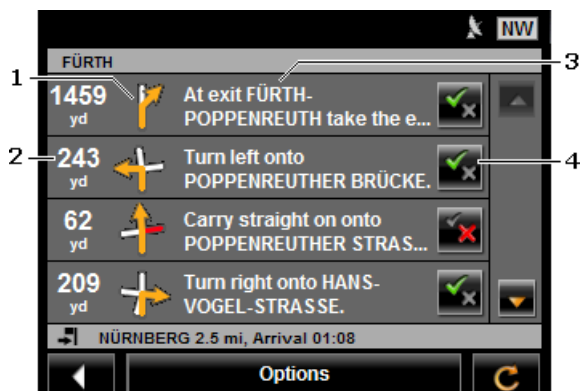 NW
FÜRTH
1
3
1459
yd
At exit FÜRTH-
POPPENREUTH take the e...
2
243
yd
Turn left onto
POPPENREUTHER BRÜCKE.
4
62
yd
Carry straight on onto
POPPENREUTHER STRAS...
209
yd
Turn right onto HANS-
VOGEL-STRASSE.
NÜRNBERG 2.5 mi, Arrival 01:08
Options